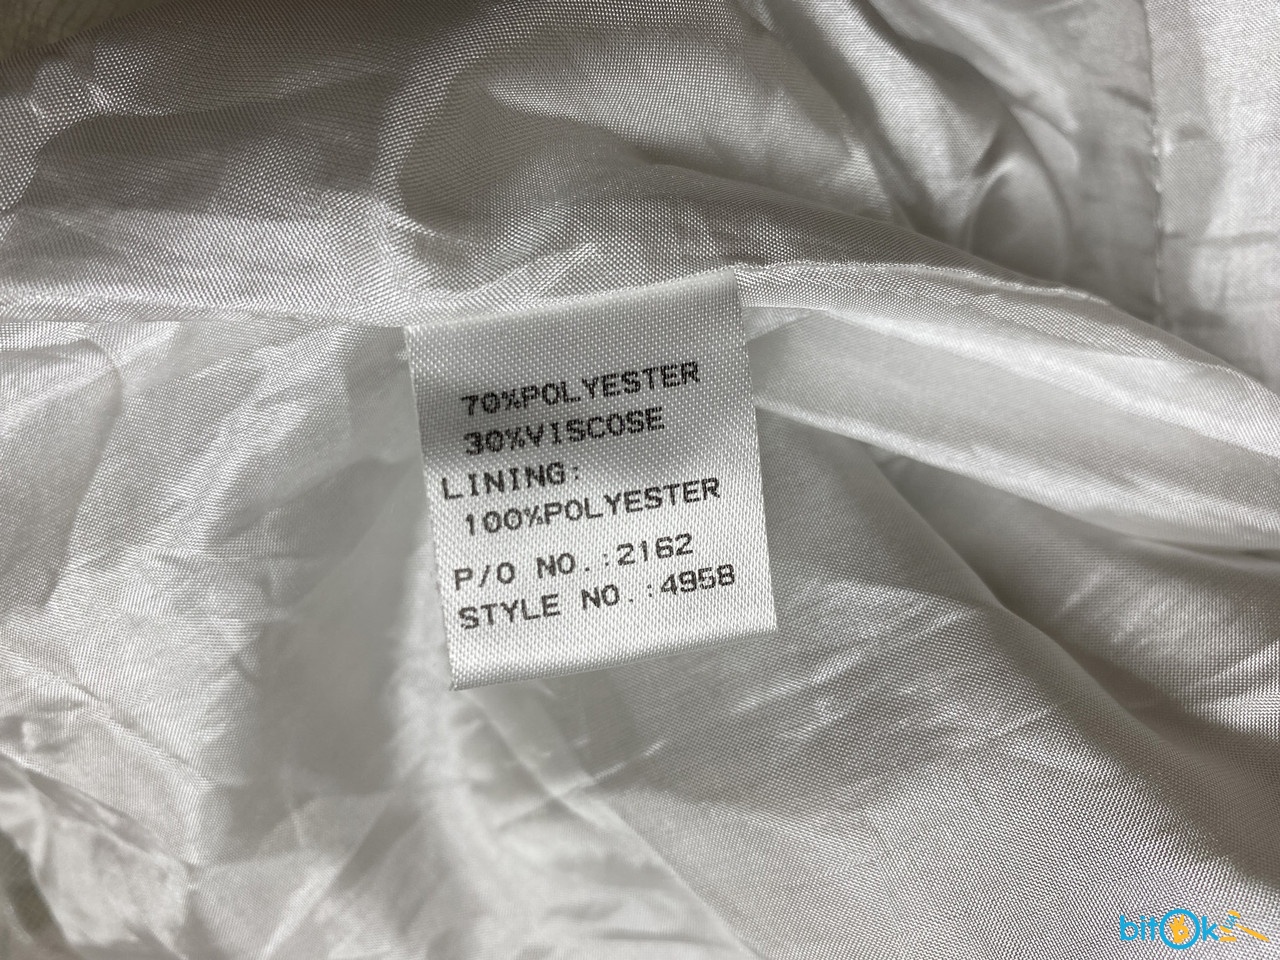 70%POLYESTER
30%VISCOSE
LINING:
100%POLYESTER
P/O NO.:2162
STYLE NO.:4958
bitOk